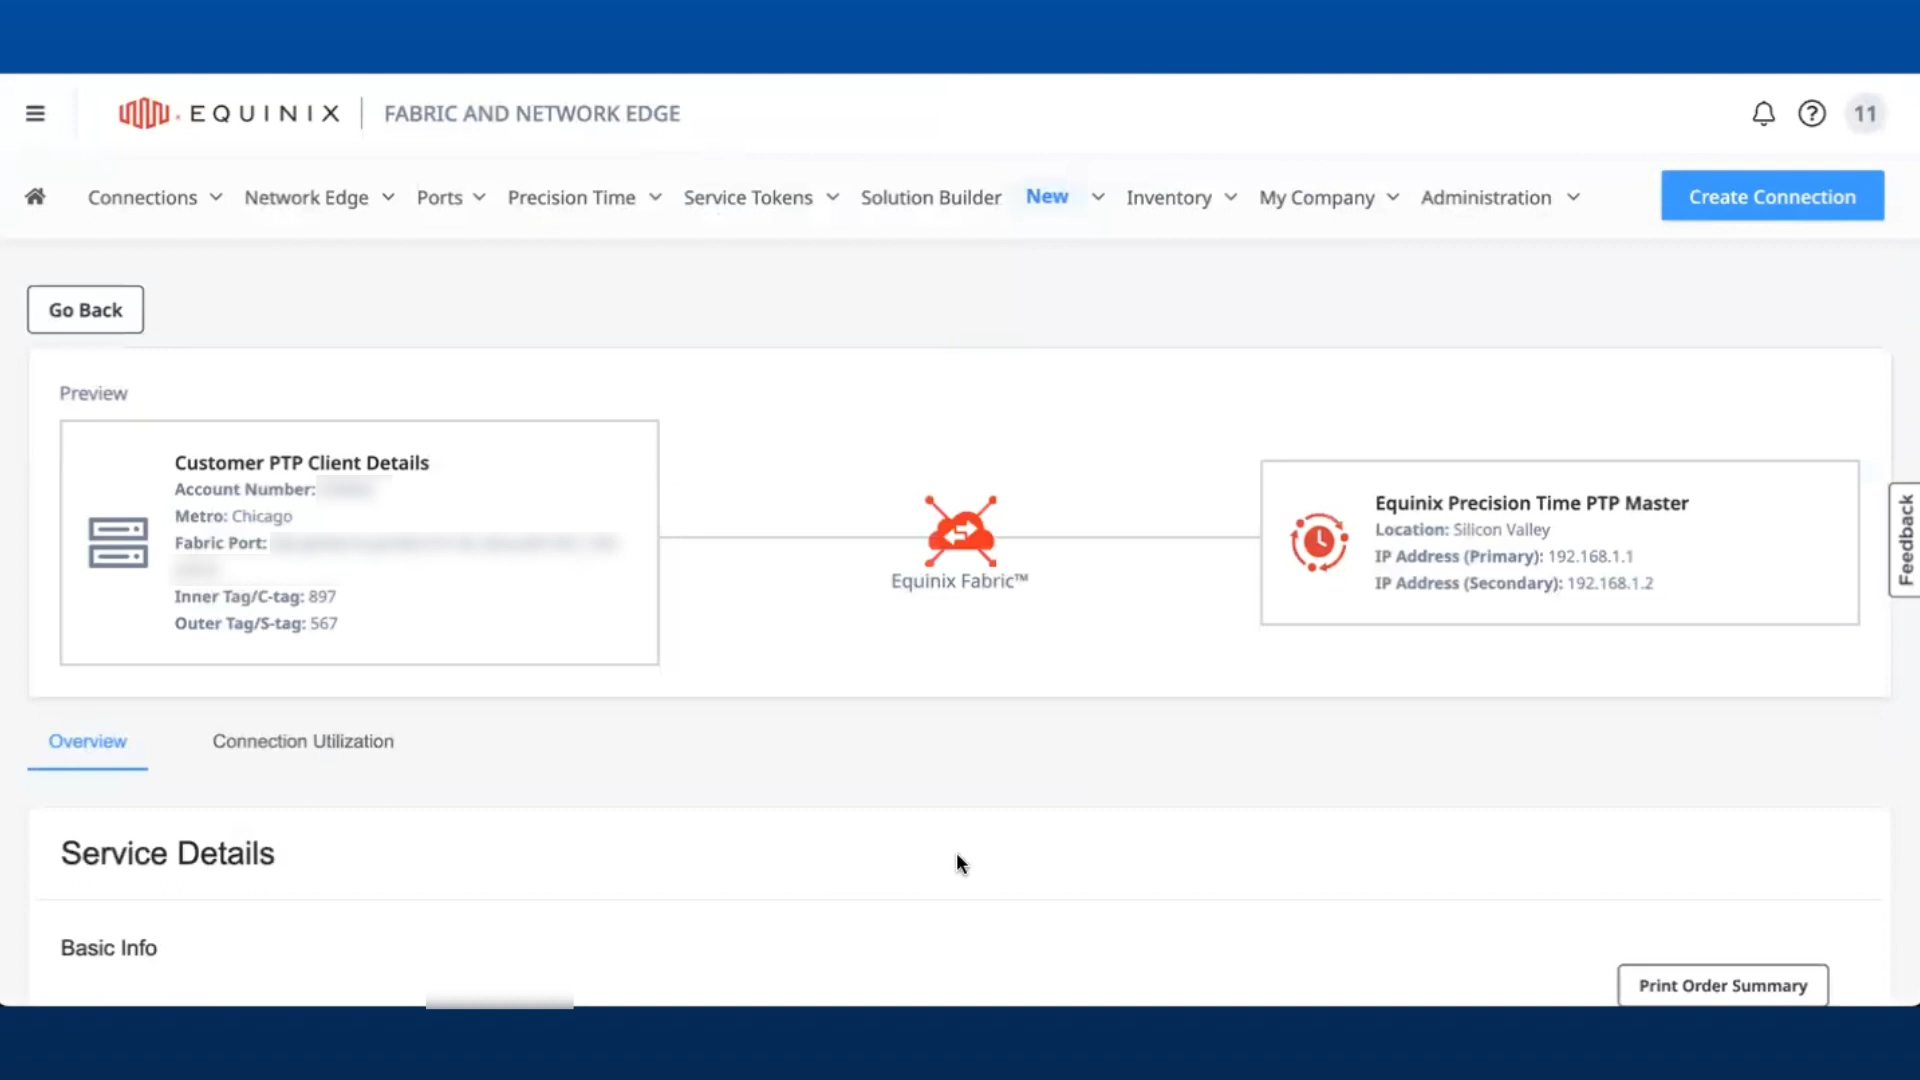 EQUINIX
FABRIC AND NETWORK EDGE
11
Connections
Network Edge
Ports
Precision Time
Service Tokens
Solution Builder
New
Inventory
My Company
Administration
Create Connection
Go Back
Preview
Customer PTP Client Details
Account Number:
Metro: Chicago
Fabric Port:
Inner Tag/C-tag: 897
Outer Tag/S-tag: 567
Equinix Fabric™
Equinix Precision Time PTP Master
Location: Silicon Valley
IP Address (Primary): 192.168.1.1
IP Address (Secondary): 192.168.1.2
Feedback
Overview
Connection Utilization
Service Details
Basic Info
Print Order Summary